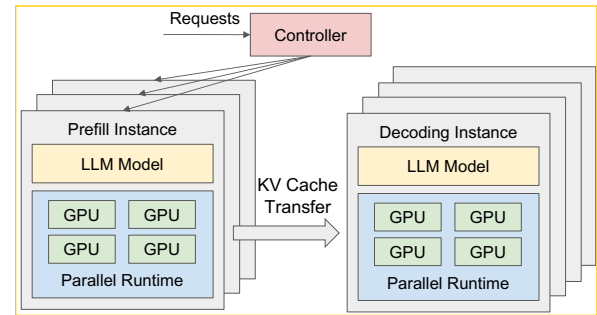 Requests
Controller
Prefill Instance
LLM Model
GPU
GPU
GPU
GPU
Parallel Runtime
KV Cache
Transfer
Decoding Instance
LLM Model
GPU
GPU
GPU
GPU
Parallel Runtime